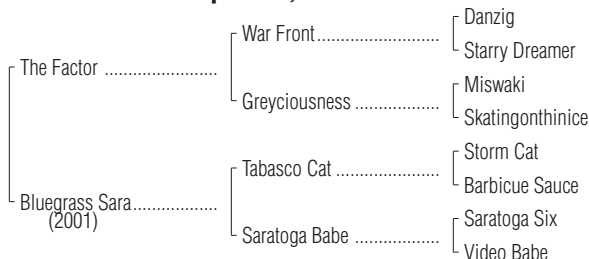 Danzig
War Front
Starry Dreamer
The Factor
Miswaki
Greyciousness
Skatingonthinice
Storm Cat
Tabasco Cat
Barbicue Sauce
Bluegrass Sara
(2001)
Saratoga Six
Saratoga Babe
Video Babe